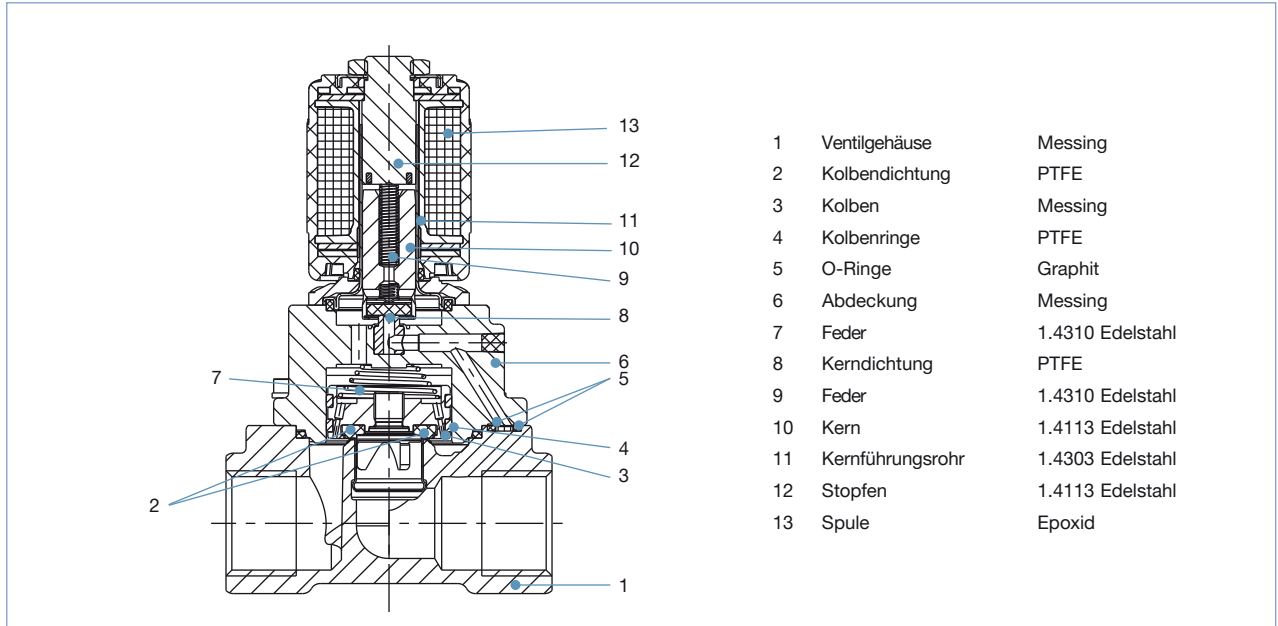 13
12
11
10
9
8
6
5
7
4
3
2
1
1 Ventilgehäuse Messing
2 Kolbendichtung PTFE
3 Kolben Messing
4 Kolbenringe PTFE
5 O-Ringe Graphit
6 Abdeckung Messing
7 Feder 1.4310 Edelstahl
8 Kerndichtung PTFE
9 Feder 1.4310 Edelstahl
10 Kern 1.4113 Edelstahl
11 Kernführungsrohr 1.4303 Edelstahl
12 Stopfen 1.4113 Edelstahl
13 Spule Epoxid